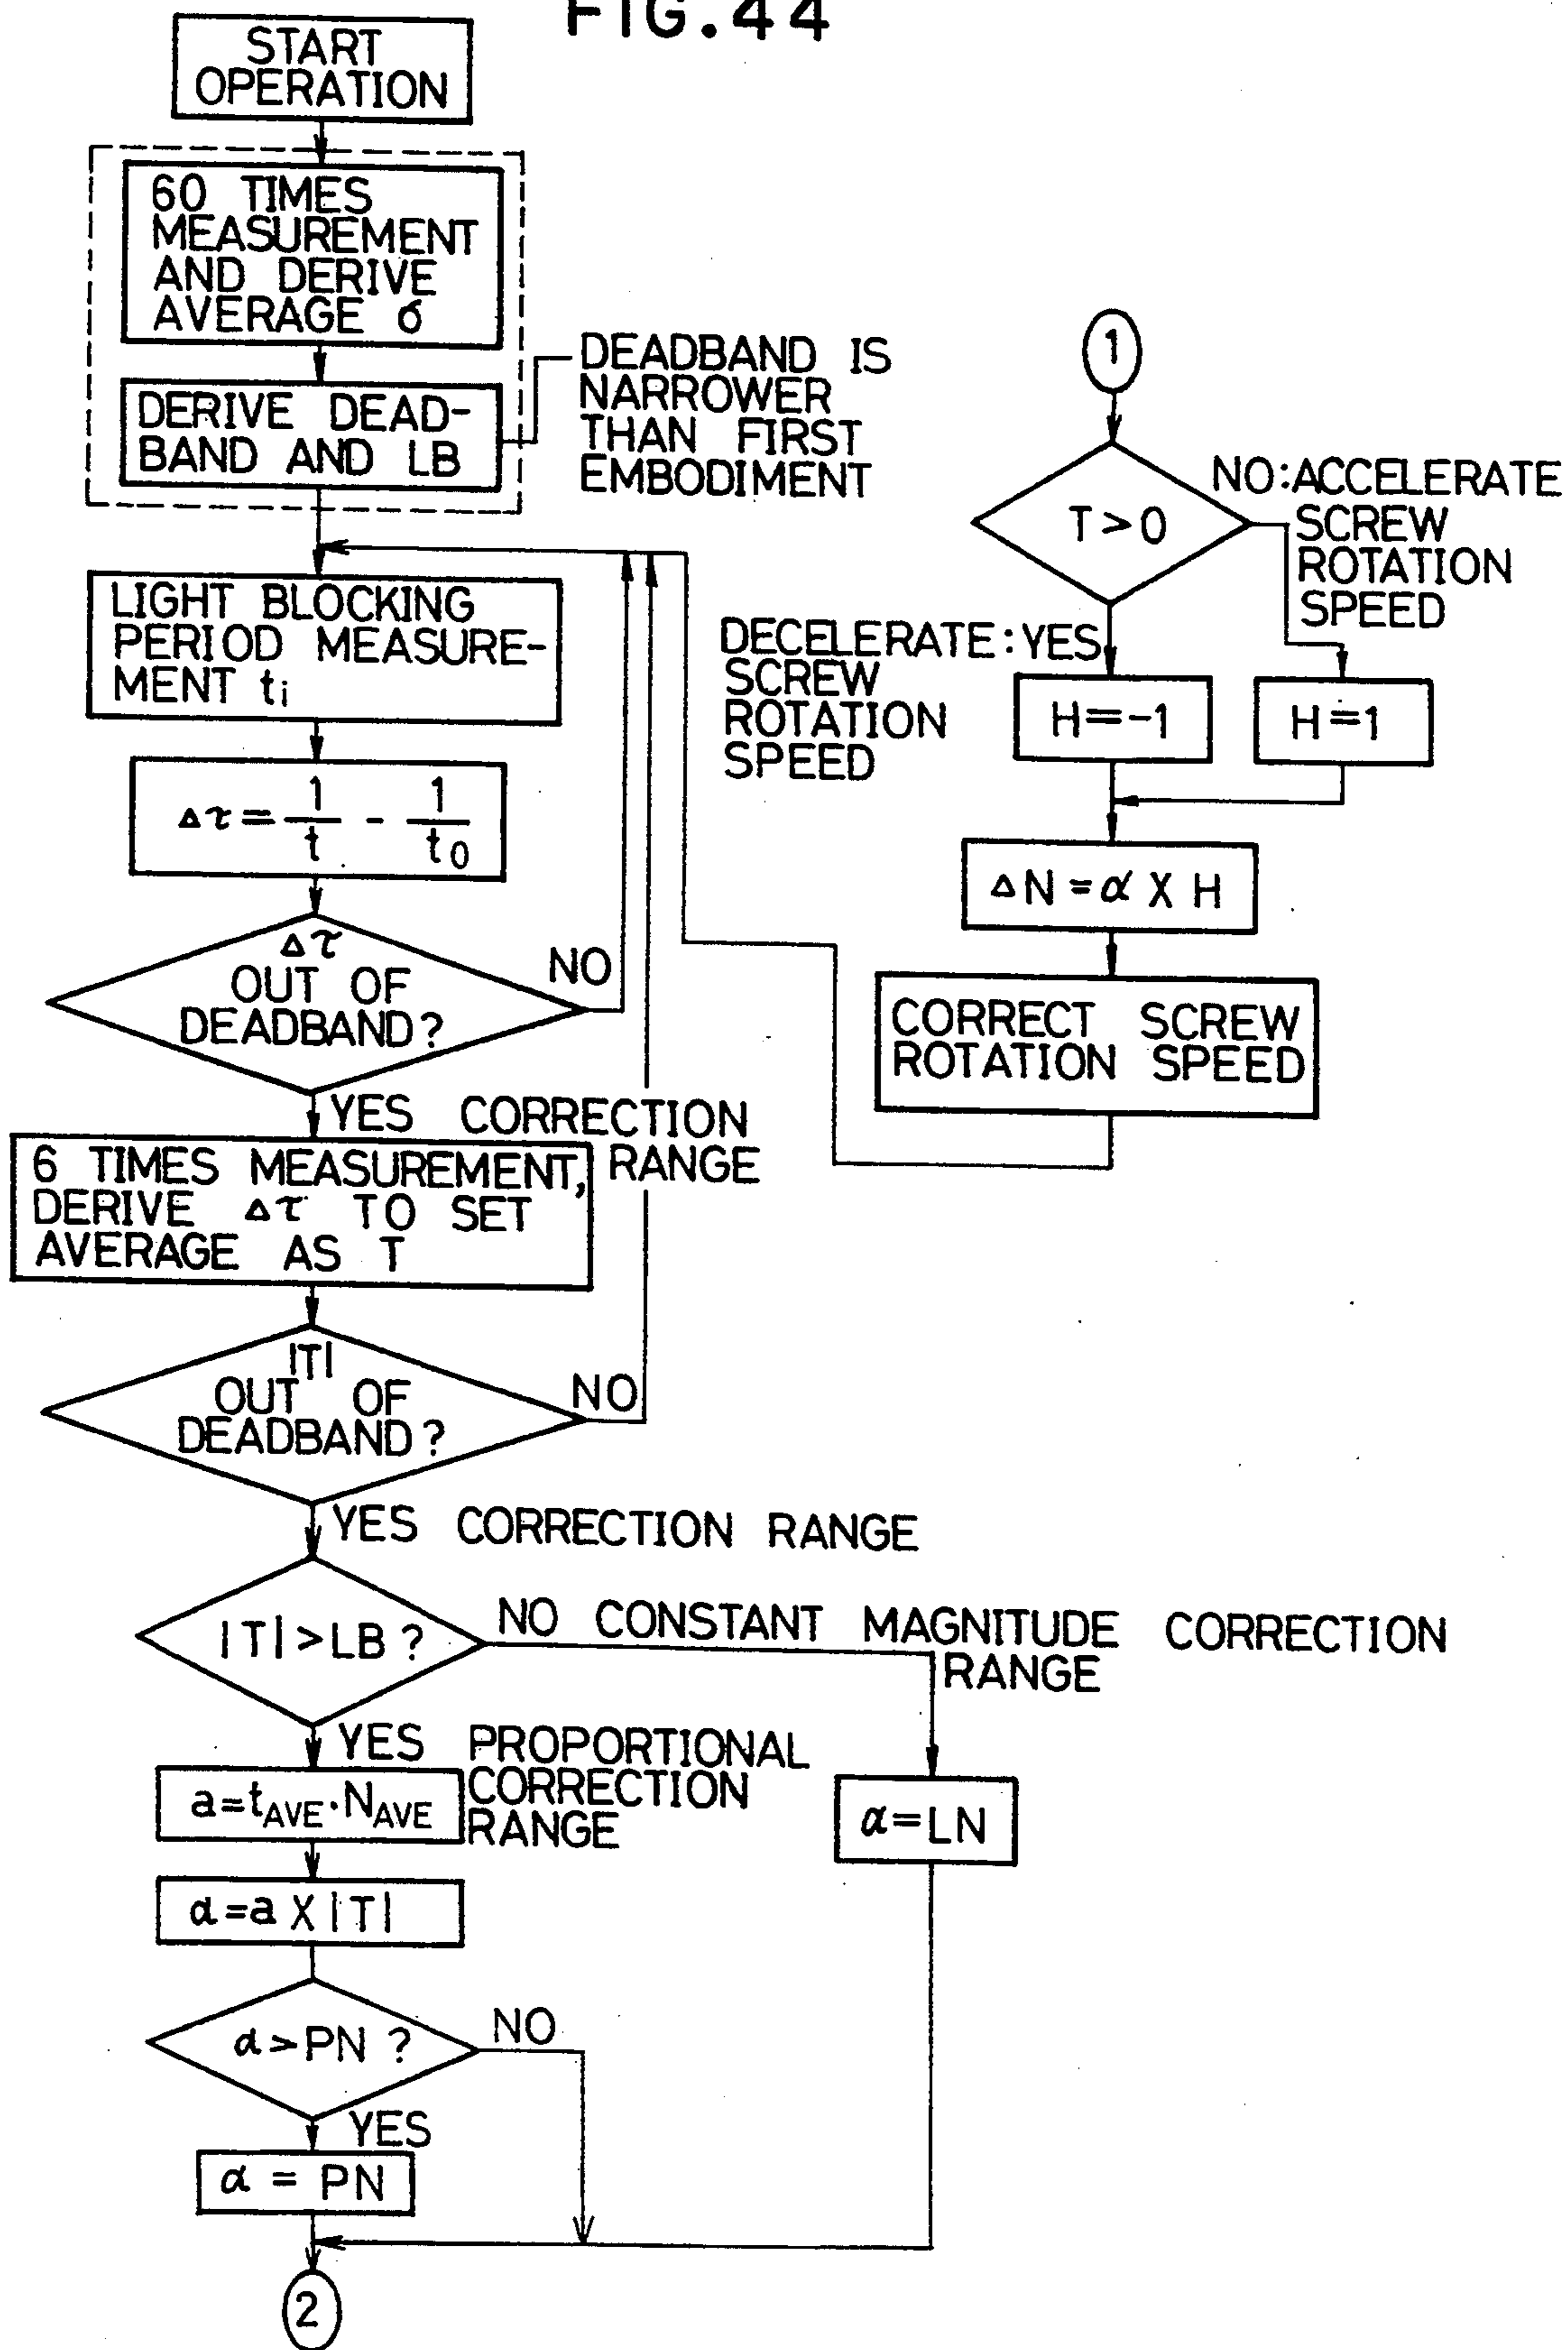 FIG.44
START
OPERATION
60 TIMES
MEASUREMENT
AND DERIVE
AVERAGE σ
DERIVE DEAD-
BAND AND LB
DEADBAND IS
NARROWER
THAN FIRST
EMBODIMENT
LIGHT BLOCKING
PERIOD MEASURE-
MENT ti
Δτ = 1/t - 1/t0
Δτ
OUT OF
DEADBAND?
NO
YES CORRECTION
RANGE
6 TIMES MEASUREMENT,
DERIVE Δτ TO SET
AVERAGE AS T
|T|
OUT OF
DEADBAND?
NO
YES CORRECTION RANGE
|T|>LB?
NO CONSTANT MAGNITUDE CORRECTION
RANGE
YES PROPORTIONAL
CORRECTION
RANGE
a=tAVE·NAVE
α=LN
α=a X |T|
α>PN ?
NO
YES
α = PN
2
1
T>0
NO:ACCELERATE
SCREW
ROTATION
SPEED
DECELERATE:YES
SCREW
ROTATION
SPEED
H=-1
H=1
ΔN=α X H
CORRECT SCREW
ROTATION SPEED